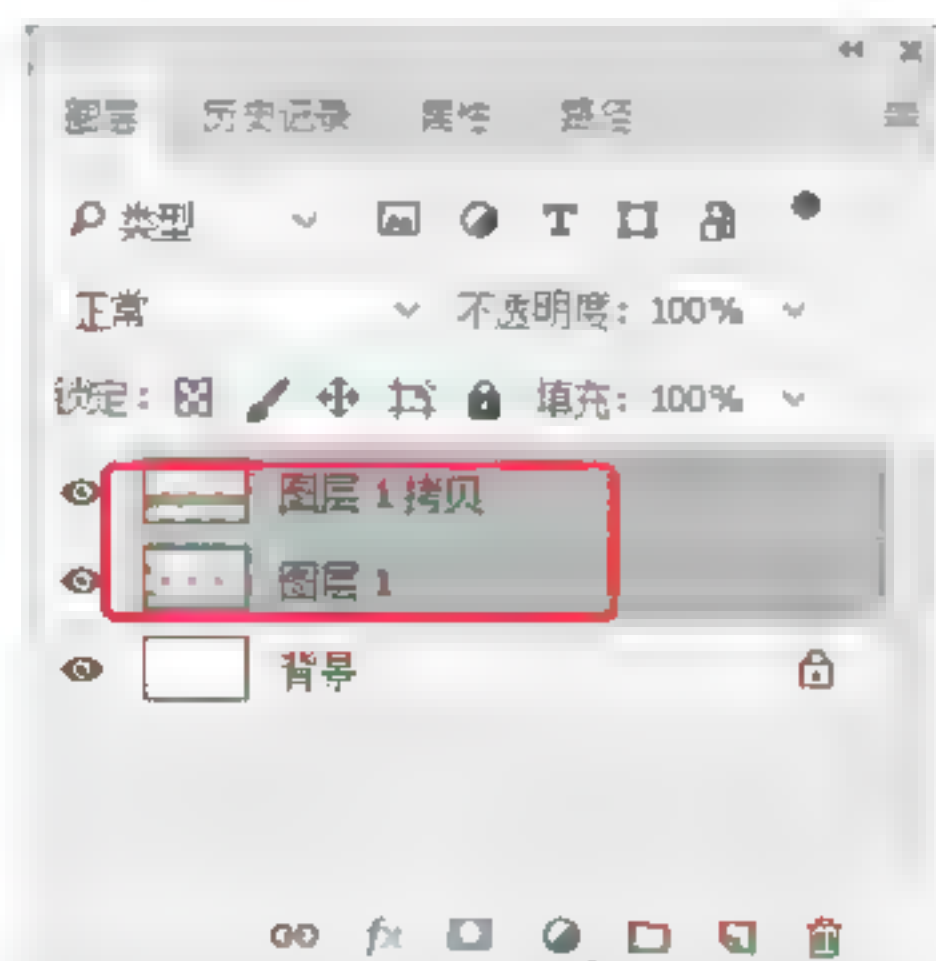 图层 历史记录 属性 路径
类型
正常 不透明度: 100%
锁定: 填充: 100%
图层 1 拷贝
图层 1
背景
fx